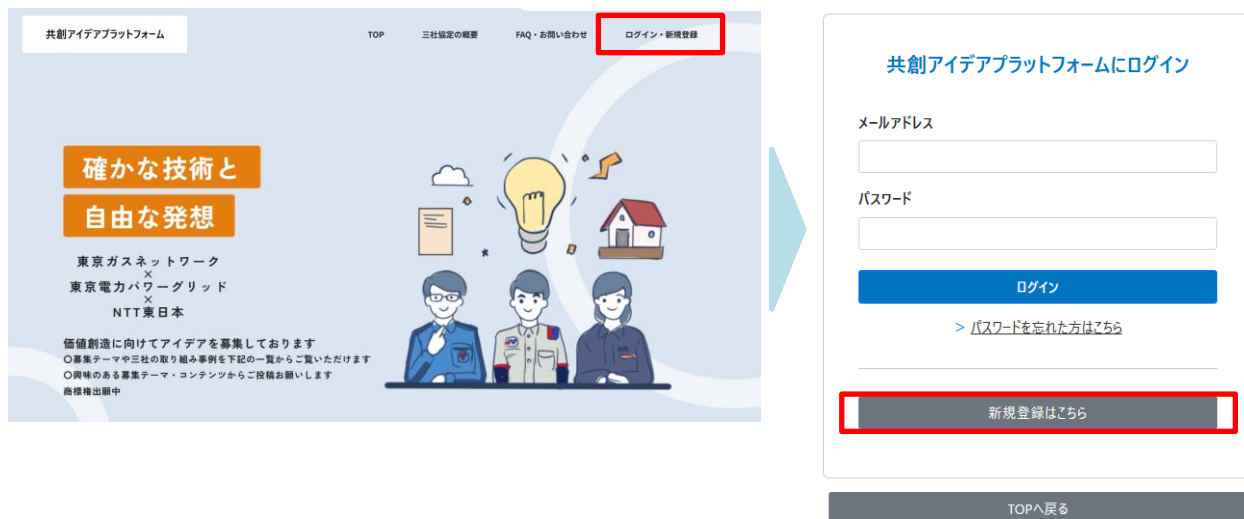 共創アイデアプラットフォーム
TOP
三社協定の概要
FAQ・お問い合わせ
ログイン・新規登録
確かな技術と
自由な発想
東京ガスネットワーク
×
東京電力パワーグリッド
×
NTT東日本
価値創造に向けてアイデアを募集しております
○募集テーマや三社の取り組み事例を下記の一覧からご覧いただけます
○興味のある募集テーマ・コンテンツからご投稿お願いします
商標権出願中
共創アイデアプラットフォームにログイン
メールアドレス
パスワード
ログイン
> パスワードを忘れた方はこちら
新規登録はこちら
TOPへ戻る